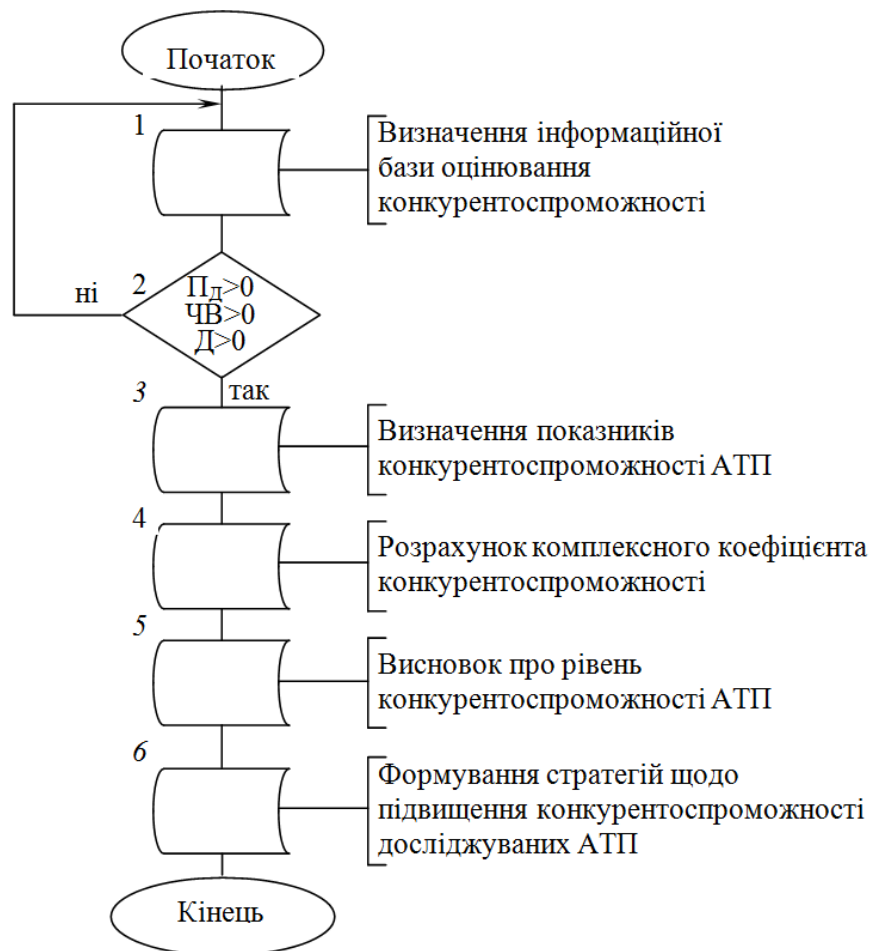 Початок
1
Визначення інформаційної
бази оцінювання
конкурентоспроможності
2
ні
Пд>0
ЧВ>0
Д>0
так
3
Визначення показників
конкурентоспроможності АТП
4
Розрахунок комплексного коефіцієнта
конкурентоспроможності
5
Висновок про рівень
конкурентоспроможності АТП
6
Формування стратегій щодо
підвищення конкурентоспроможності
досліджуваних АТП
Кінець